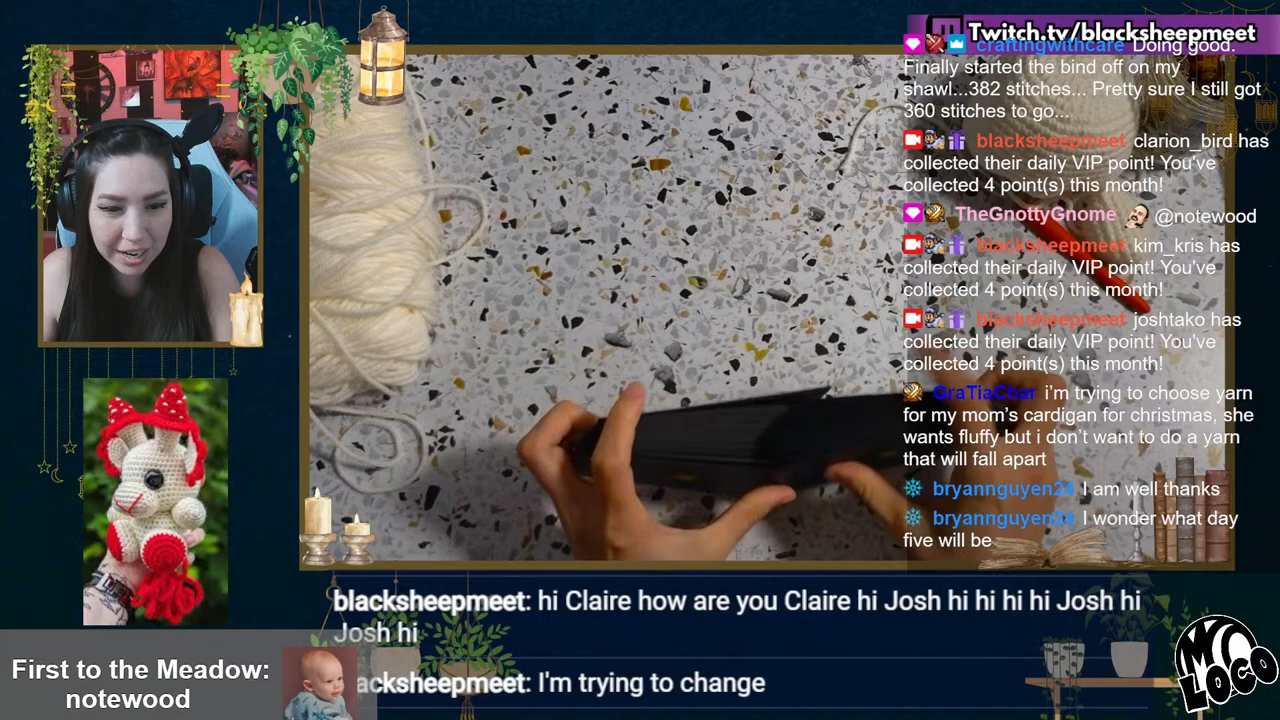 Twitch.tv/blacksheepmeet
craftingwithcare Doing good.
Finally started the bind off on my
shawl...382 stitches... Pretty sure I still got
360 stitches to go...
blacksheepmeet clarion_bird has
collected their daily VIP point! You've
collected 4 point(s) this month!
TheGnottyGnome @notewood
blacksheepmeet kim_kris has
collected their daily VIP point! You've
collected 4 point(s) this month!
blacksheepmeet joshtako has
collected their daily VIP point! You've
collected 4 point(s) this month!
GraTiaChar i'm trying to choose yarn
for my mom's cardigan for christmas, she
wants fluffy but i don't want to do a yarn
that will fall apart
bryannguyen24 I am well thanks
bryannguyen24 I wonder what day
five will be
blacksheepmeet: hi Claire how are you Claire hi Josh hi hi hi hi Josh hi
Josh hi
acksheepmeet: I'm trying to change
First to the Meadow:
notewood
MC
LOCO